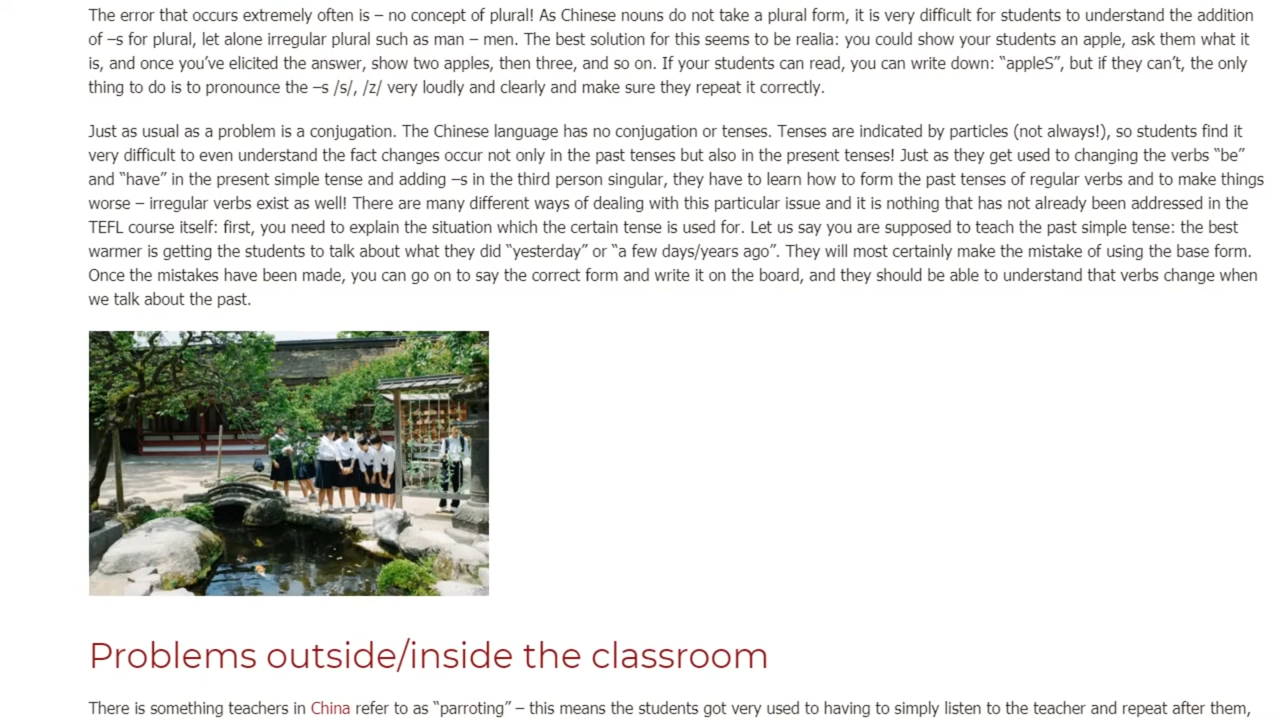 The error that occurs extremely often is – no concept of plural! As Chinese nouns do not take a plural form, it is very difficult for students to understand the addition
of –s for plural, let alone irregular plural such as man – men. The best solution for this seems to be realia: you could show your students an apple, ask them what it
is, and once you’ve elicited the answer, show two apples, then three, and so on. If your students can read, you can write down: “appleS”, but if they can’t, the only
thing to do is to pronounce the –s /s/, /z/ very loudly and clearly and make sure they repeat it correctly.
Just as usual as a problem is a conjugation. The Chinese language has no conjugation or tenses. Tenses are indicated by particles (not always!), so students find it
very difficult to even understand the fact changes occur not only in the past tenses but also in the present tenses! Just as they get used to changing the verbs “be”
and “have” in the present simple tense and adding –s in the third person singular, they have to learn how to form the past tenses of regular verbs and to make things
worse – irregular verbs exist as well! There are many different ways of dealing with this particular issue and it is nothing that has not already been addressed in the
TEFL course itself: first, you need to explain the situation which the certain tense is used for. Let us say you are supposed to teach the past simple tense: the best
warmer is getting the students to talk about what they did “yesterday” or “a few days/years ago”. They will most certainly make the mistake of using the base form.
Once the mistakes have been made, you can go on to say the correct form and write it on the board, and they should be able to understand that verbs change when
we talk about the past.
Problems outside/inside the classroom
There is something teachers in China refer to as “parroting” – this means the students got very used to having to simply listen to the teacher and repeat after them,